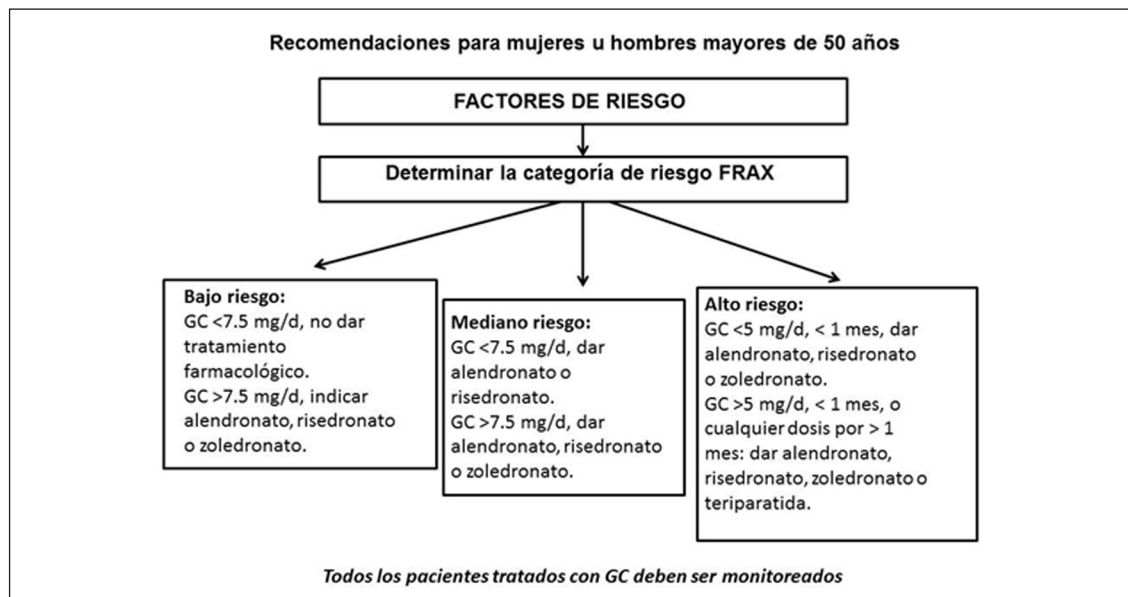 Recomendaciones para mujeres u hombres mayores de 50 años
FACTORES DE RIESGO
Determinar la categoría de riesgo FRAX
Bajo riesgo:
GC <7.5 mg/d, no dar
tratamiento
farmacológico.
GC >7.5 mg/d, indicar
alendronato, risedronato
o zoledronato.
Mediano riesgo:
GC <7.5 mg/d, dar
alendronato o
risedronato.
GC >7.5 mg/d, dar
alendronato, risedronato
o zoledronato.
Alto riesgo:
GC <5 mg/d, < 1 mes, dar
alendronato, risedronato
o zoledronato.
GC >5 mg/d, < 1 mes, o
cualquier dosis por > 1
mes: dar alendronato,
risedronato, zoledronato o
teriparatida.
Todos los pacientes tratados con GC deben ser monitoreados